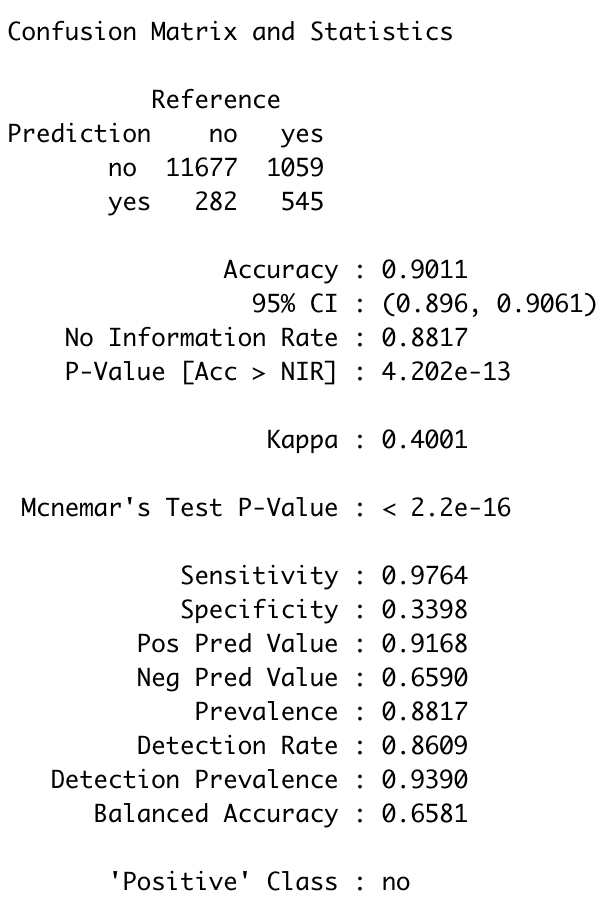 Confusion Matrix and Statistics
Reference
Prediction no yes
no 11677 1059
yes 282 545
Accuracy : 0.9011
95% CI : (0.896, 0.9061)
No Information Rate : 0.8817
P-Value [Acc > NIR] : 4.202e-13
Kappa : 0.4001
Mcnemar's Test P-Value : < 2.2e-16
Sensitivity : 0.9764
Specificity : 0.3398
Pos Pred Value : 0.9168
Neg Pred Value : 0.6590
Prevalence : 0.8817
Detection Rate : 0.8609
Detection Prevalence : 0.9390
Balanced Accuracy : 0.6581
'Positive' Class : no